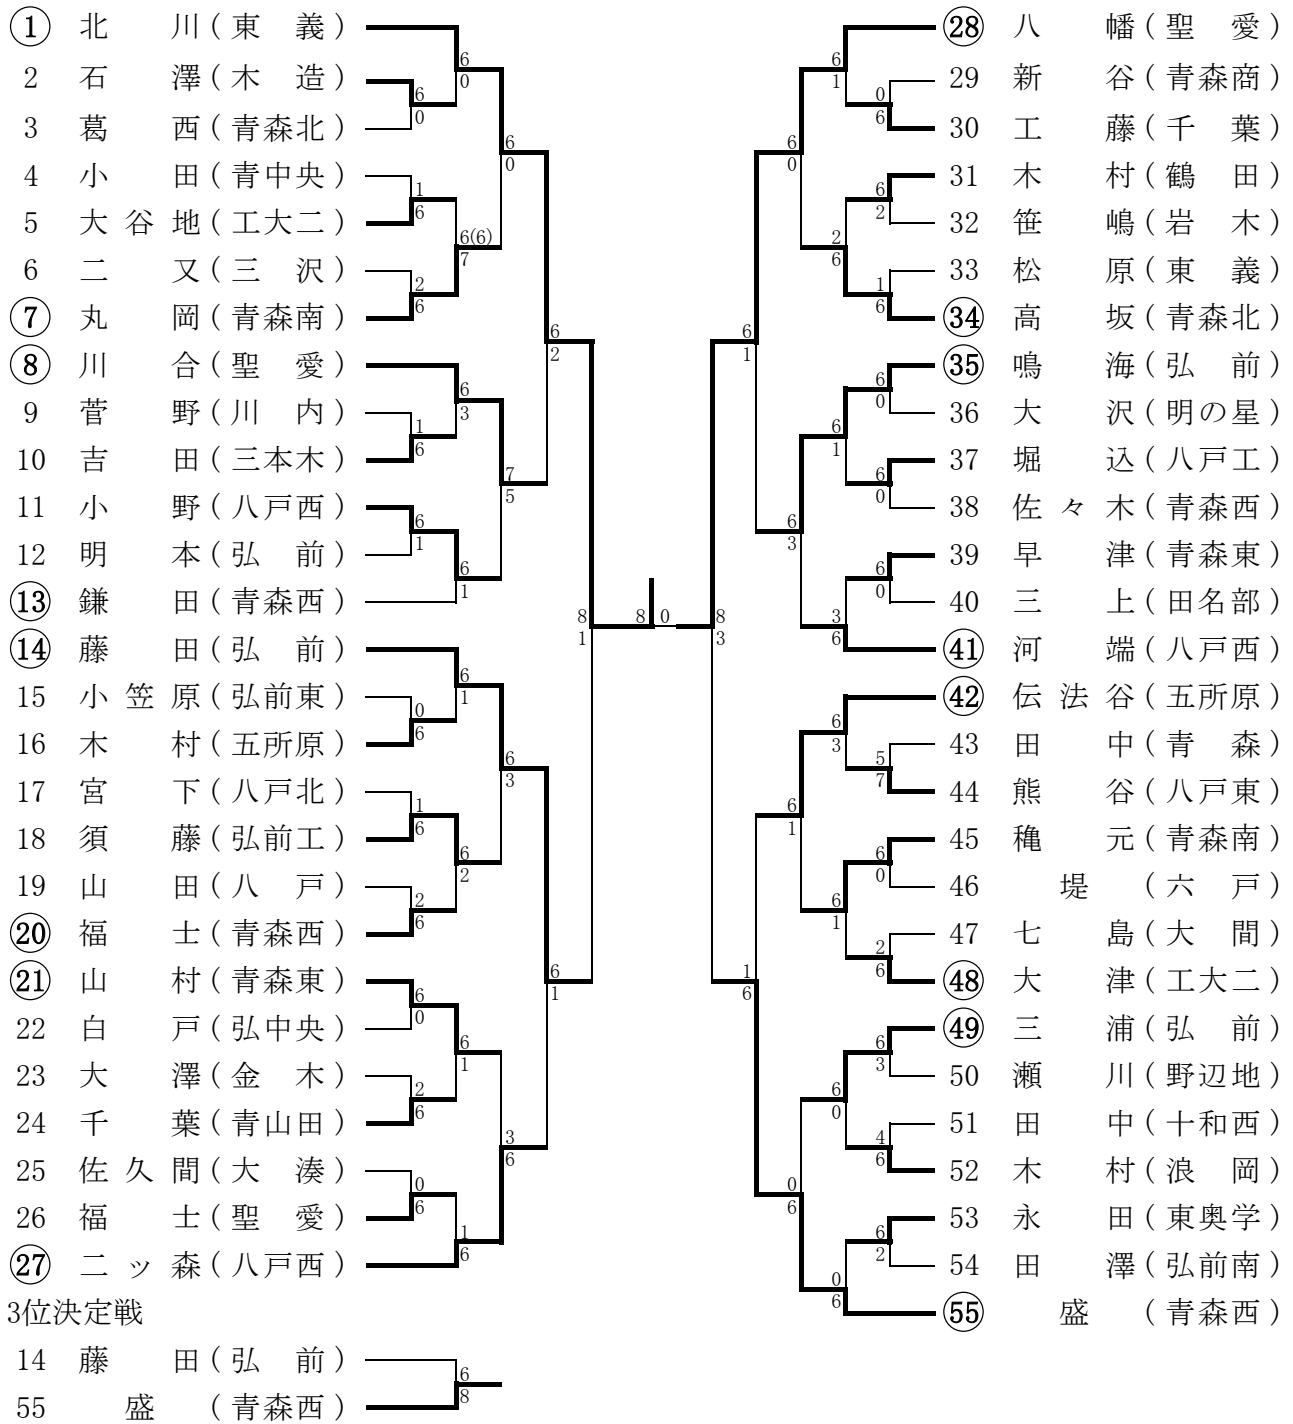 ① 北川(東義)
2 石澤(木造)
3 葛西(青森北)
4 小田(青中央)
5 大谷地(工大二)
6 二又(三沢)
⑦ 丸岡(青森南)
⑧ 川合(聖愛)
9 菅野(川内)
10 吉田(三本木)
11 小野(八戸西)
12 明本(弘前)
⑬ 鎌田(青森西)
⑭ 藤田(弘前)
15 小笠原(弘前東)
16 木村(五所原)
17 宮下(八戸北)
18 須藤(弘前工)
19 山田(八戸)
⑳ 福士(青森西)
㉑ 山村(青森東)
22 白戸(弘中央)
23 大澤(金木)
24 千葉(青山田)
25 佐久間(大湊)
26 福士(聖愛)
㉗ 二ッ森(八戸西)
6 0
1 6
2 6
1 6
6 1
0 6
1 6
2 6
6 0
2 6
0 6
6 0
6(6) 7
6 3
6 1
6 1
6 2
6 1
1 6
6 0
7 5
6 3
3 6
6 2
6 1
8 1
8 0
8 3
6 1
1 6
6 0
6 3
6 1
0 6
6 1
2 6
6 1
3 6
6 3
6 1
6 0
0 6
0 6
6 2
1 6
6 0
6 0
6 0
5 7
6 0
2 6
6 3
4 6
6 2
㉘ 八幡(聖愛)
29 新谷(青森商)
30 工藤(千葉)
31 木村(鶴田)
32 笹嶋(岩木)
33 松原(東義)
㉞ 高坂(青森北)
㉟ 鳴海(弘前)
36 大沢(明の星)
37 堀込(八戸工)
38 佐々木(青森西)
39 早津(青森東)
40 三上(田名部)
㊶ 河端(八戸西)
㊷ 伝法谷(五所原)
43 田中(青森)
44 熊谷(八戸東)
45 穐元(青森南)
46 堤(六戸)
47 七島(大間)
㊽ 大津(工大二)
㊾ 三浦(弘前)
50 瀬川(野辺地)
51 田中(十和西)
52 木村(浪岡)
53 永田(東奥学)
54 田澤(弘前南)
55 盛(青森西)
3位決定戦
14 藤田(弘前)
55 盛(青森西)
6 8